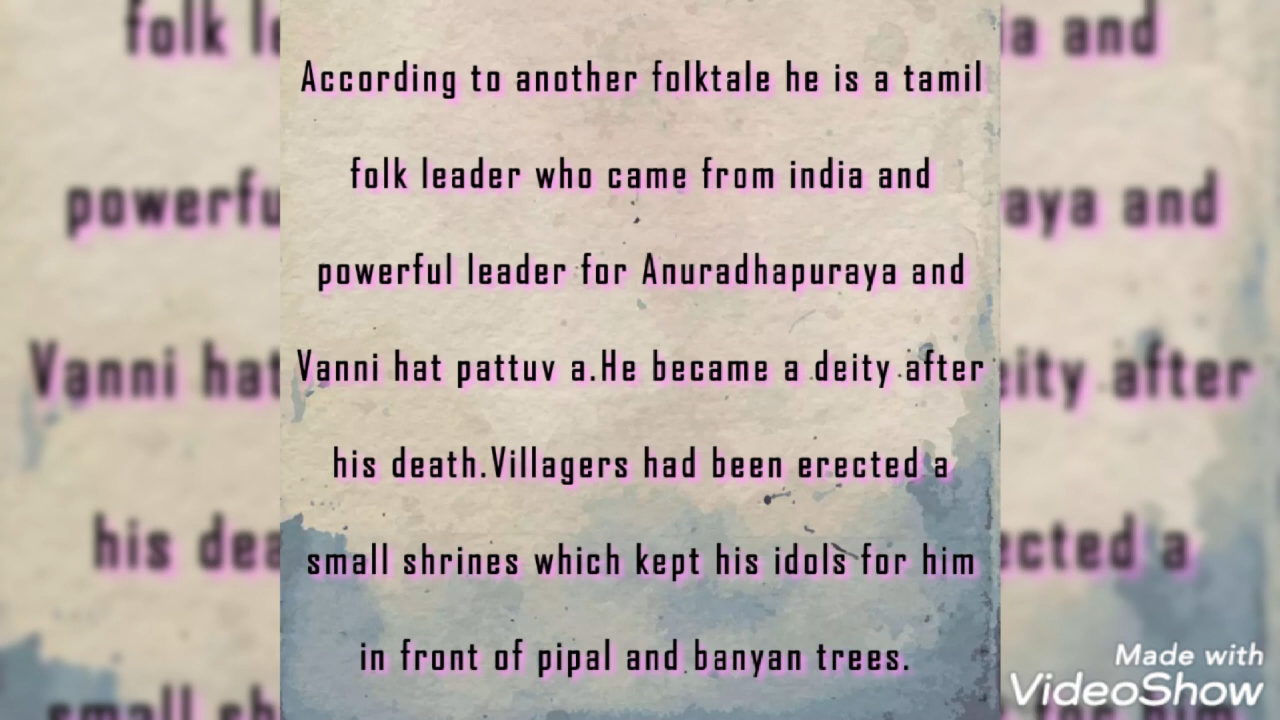 According to another folktale he is a tamil
folk leader who came from india and
powerful leader for Anuradhapuraya and
Vanni hat pattuv a.He became a deity after
his death.Villagers had been erected a
small shrines which kept his idols for him
in front of pipal and banyan trees.
Made with
VideoShow